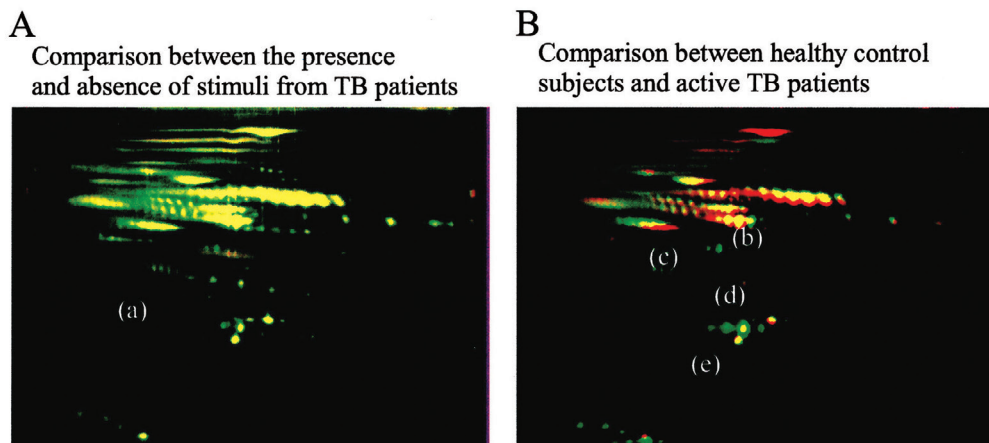 A
Comparison between the presence
and absence of stimuli from TB patients
(a)
B
Comparison between healthy control
subjects and active TB patients
(b)
(c)
(d)
(e)